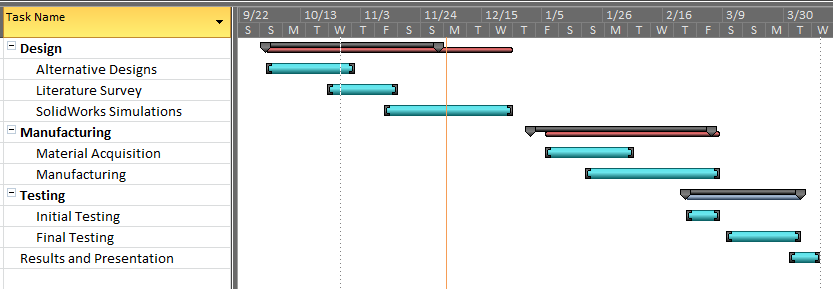 Task Name
9/22 10/13 11/3 11/24 12/15 1/5 1/26 2/16 3/9 3/30
S S M T W T F S S M T W T F S S M T W
Design
Alternative Designs
Literature Survey
SolidWorks Simulations
Manufacturing
Material Acquisition
Manufacturing
Testing
Initial Testing
Final Testing
Results and Presentation